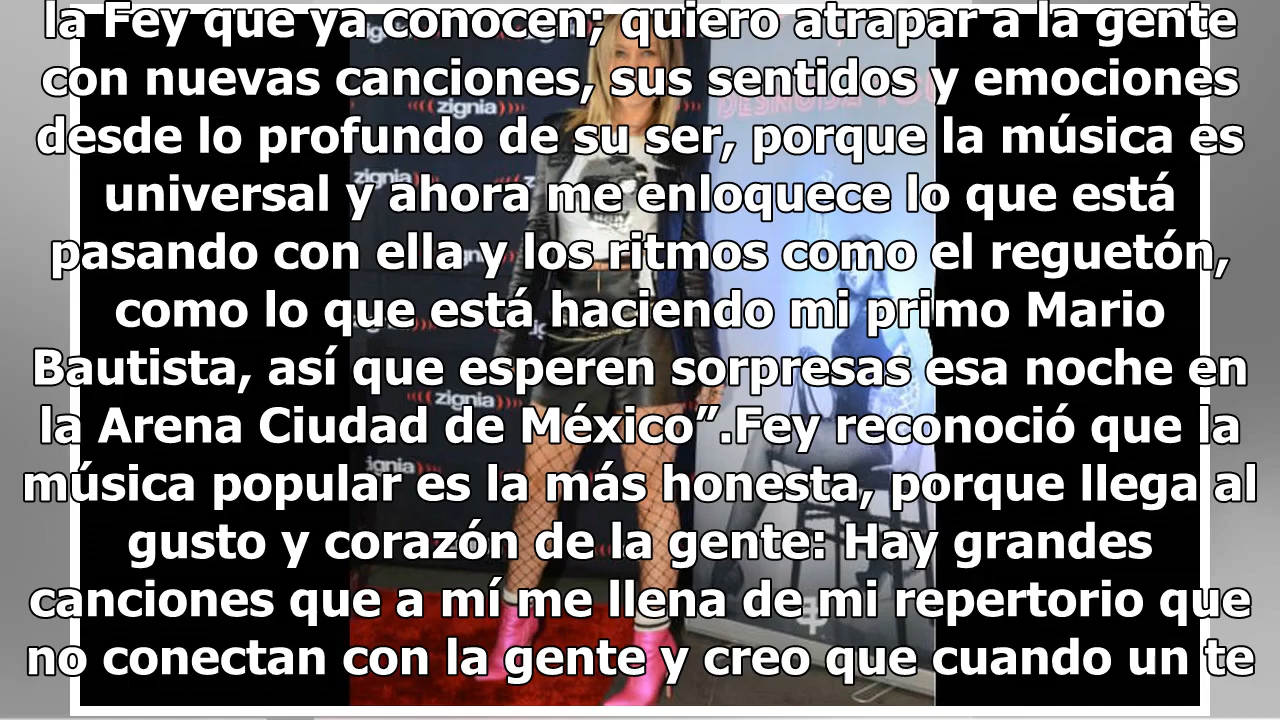 la Fey que ya conocen; quiero atrapar a la gente
con nuevas canciones, sus sentidos y emociones
desde lo profundo de su ser, porque la música es
universal y ahora me enloquece lo que está
pasando con ella y los ritmos como el reguetón,
como lo que está haciendo mi primo Mario
Bautista, así que esperen sorpresas esa noche en
la Arena Ciudad de México”.Fey reconoció que la
música popular es la más honesta, porque llega al
gusto y corazón de la gente: Hay grandes
canciones que a mí me llena de mi repertorio que
no conectan con la gente y creo que cuando un te
zignia
zignia
zignia
zignia